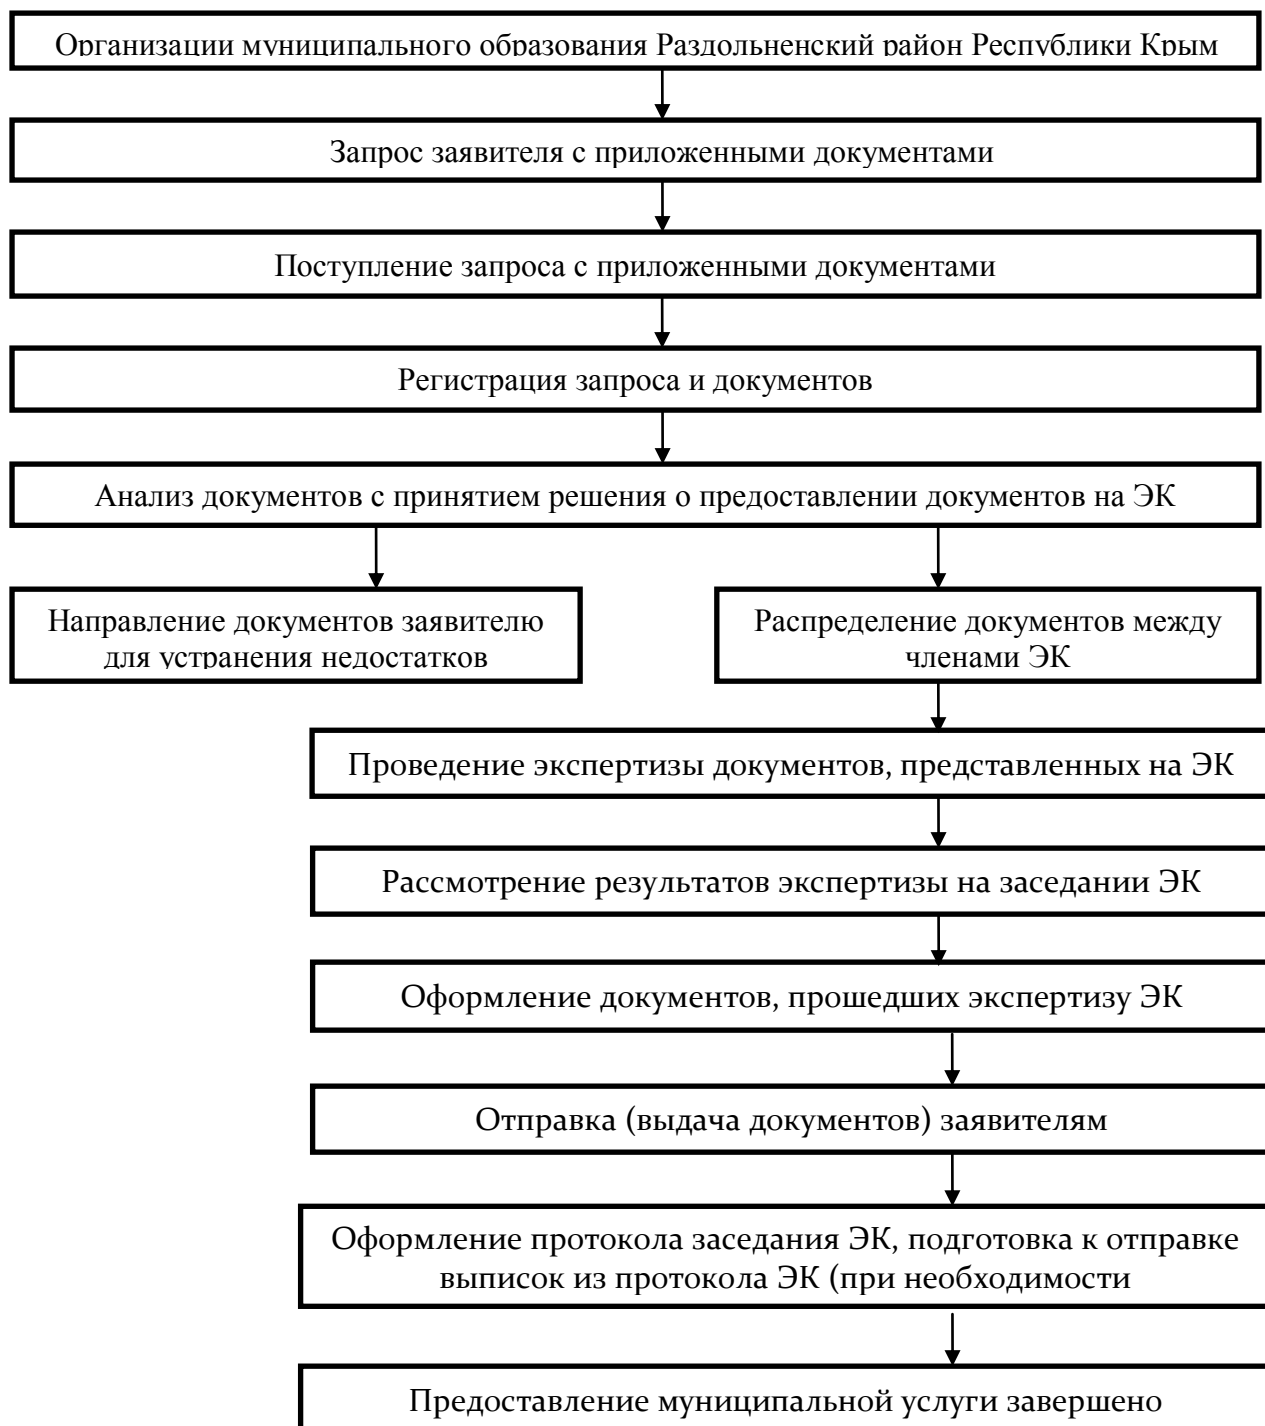 Организации муниципального образования Раздольненский район Республики Крым
Запрос заявителя с приложенными документами
Поступление запроса с приложенными документами
Регистрация запроса и документов
Анализ документов с принятием решения о предоставлении документов на ЭК
Направление документов заявителю
для устранения недостатков
Распределение документов между
членами ЭК
Проведение экспертизы документов, представленных на ЭК
Рассмотрение результатов экспертизы на заседании ЭК
Оформление документов, прошедших экспертизу ЭК
Отправка (выдача документов) заявителям
Оформление протокола заседания ЭК, подготовка к отправке
выписок из протокола ЭК (при необходимости
Предоставление муниципальной услуги завершено